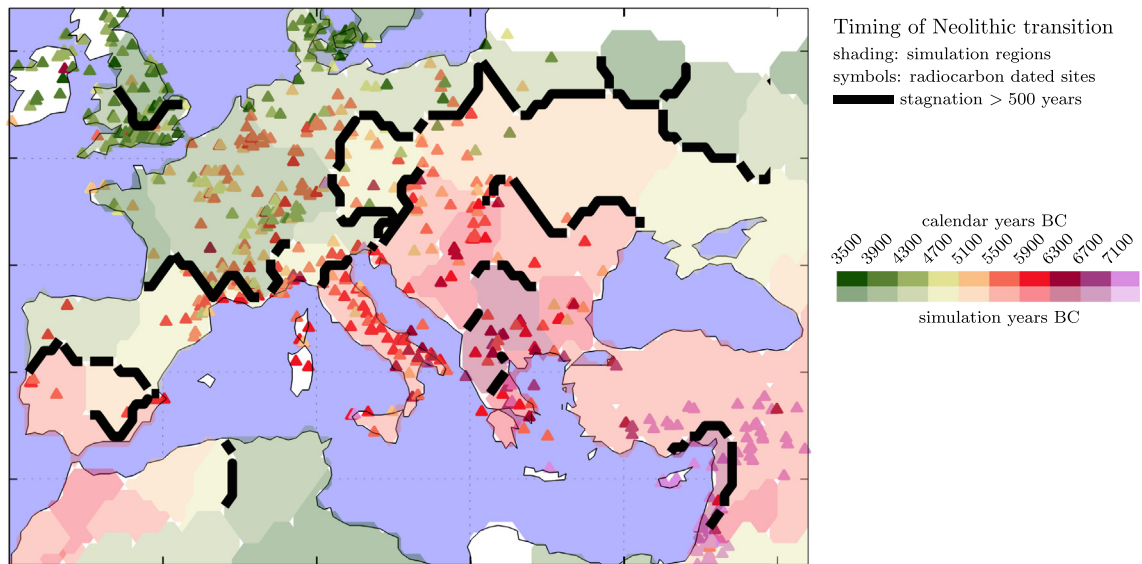 Timing of Neolithic transition
shading: simulation regions
symbols: radiocarbon dated sites
stagnation > 500 years
calendar years BC
3500 3900 4300 4700 5100 5500 5900 6300 6700 7100
simulation years BC